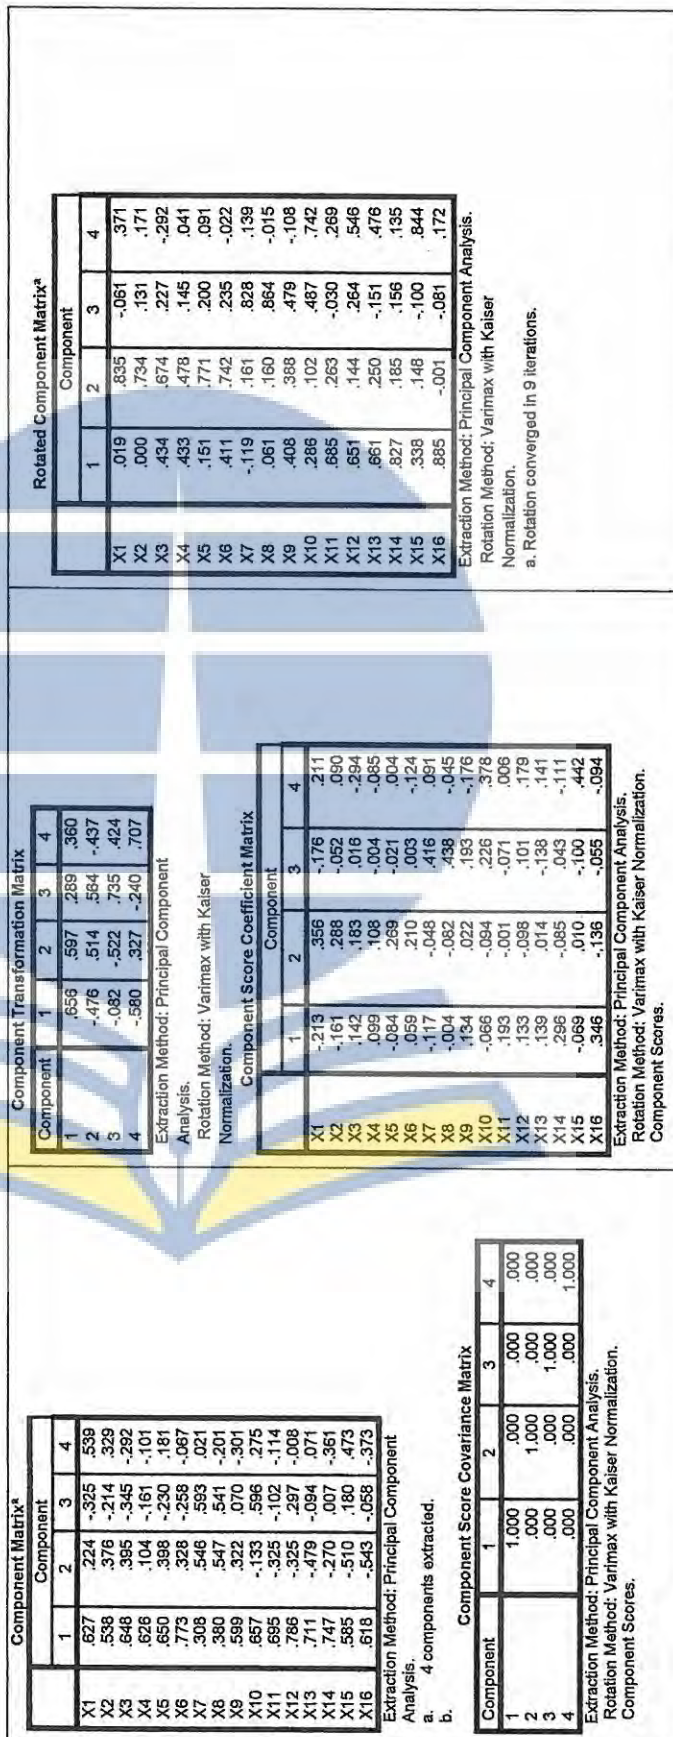 Component Matrixa
Component
1 2 3 4
X1 .627 .224 -.325 .539
X2 .538 .376 -.214 .329
X3 .648 .395 -.345 -.292
X4 .626 .104 -.161 -.101
X5 .650 .398 -.230 .181
X6 .773 .328 -.258 -.067
X7 .308 .546 .593 .021
X8 .380 .547 .541 -.201
X9 .599 .322 .070 -.301
X10 .657 -.133 .596 .275
X11 .695 -.325 -.102 -.114
X12 .786 -.325 .297 -.008
X13 .711 -.479 -.094 .071
X14 .747 -.270 .007 -.361
X15 .585 -.510 .180 .473
X16 .618 -.543 -.058 -.373
Extraction Method: Principal Component
Analysis.
a. 4 components extracted.
b.
Component Score Covariance Matrix
Component 1 2 3 4
1 1.000 .000 .000 .000
2 .000 1.000 .000 .000
3 .000 .000 1.000 .000
4 .000 .000 .000 1.000
Extraction Method: Principal Component Analysis.
Rotation Method: Varimax with Kaiser Normalization.
Component Scores.
Component Transformation Matrix
Component 1 2 3 4
1 .656 .597 .289 .360
2 -.476 .514 .564 -.437
3 -.082 -.522 .735 .424
4 -.580 .327 -.240 .707
Extraction Method: Principal Component
Analysis.
Rotation Method: Varimax with Kaiser
Normalization.
Component Score Coefficient Matrix
Component
1 2 3 4
X1 -.213 .356 -.176 .211
X2 -.161 .288 -.052 .090
X3 .142 .183 .016 -.294
X4 .099 .108 -.004 -.085
X5 -.084 .269 -.021 .004
X6 .059 .210 .003 -.124
X7 -.117 -.048 .416 .091
X8 -.004 -.082 .438 -.045
X9 .134 .022 .193 -.176
X10 -.066 -.094 .226 .378
X11 .193 -.001 -.071 .006
X12 .133 -.098 .101 .179
X13 .139 .014 -.138 .141
X14 .296 -.085 .043 -.111
X15 -.069 .010 -.100 .442
X16 .346 -.136 -.055 -.094
Extraction Method: Principal Component Analysis.
Rotation Method: Varimax with Kaiser Normalization.
Component Scores.
Rotated Component Matrixa
Component
1 2 3 4
X1 .019 .835 -.061 .371
X2 .000 .734 .131 .171
X3 .434 .674 .227 -.292
X4 .433 .478 .145 .041
X5 .151 .771 .200 .091
X6 .411 .742 .235 -.022
X7 -.119 .161 .828 .139
X8 .061 .160 .864 -.015
X9 .408 .388 .479 -.108
X10 .286 .102 .487 .742
X11 .685 .263 -.030 .269
X12 .651 .144 .264 .546
X13 .661 .250 -.151 .476
X14 .827 .185 .156 .135
X15 .338 .148 -.100 .844
X16 .885 -.001 -.081 .172
Extraction Method: Principal Component Analysis.
Rotation Method: Varimax with Kaiser
Normalization.
a. Rotation converged in 9 iterations.